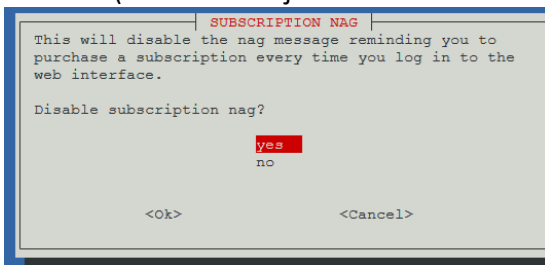 SUBSCRIPTION NAG
This will disable the nag message reminding you to
purchase a subscription every time you log in to the
web interface.
Disable subscription nag?
yes
no
<Ok> <Cancel>